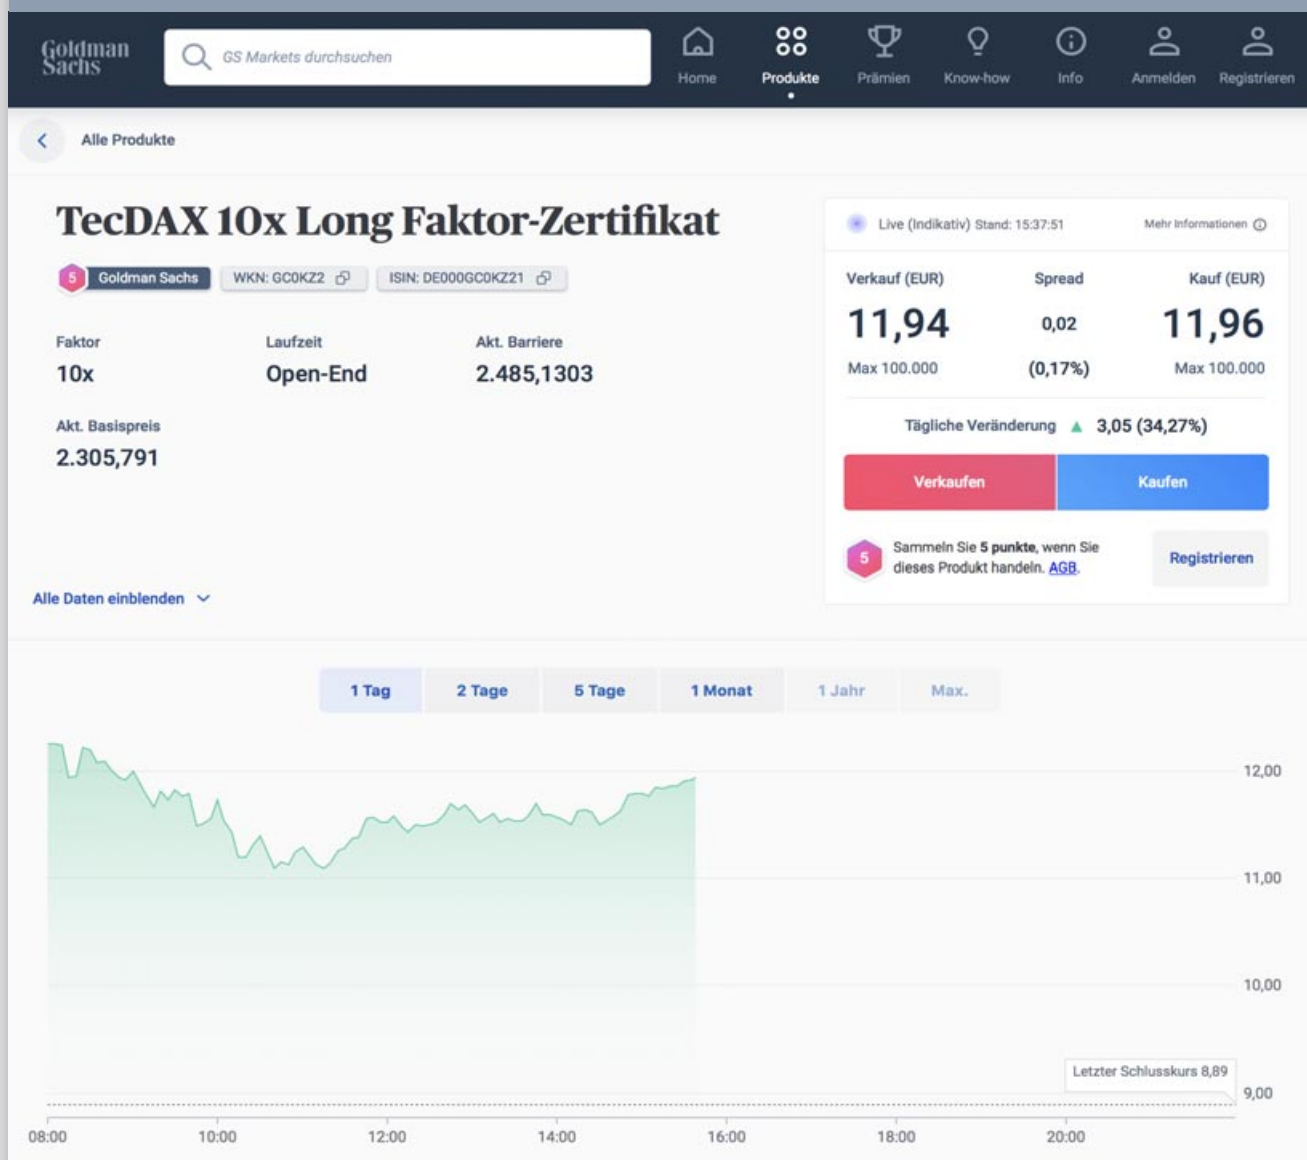 Goldman
Sachs
GS Markets durchsuchen
Home
Produkte
Prämien
Know-how
Info
Anmelden
Registrieren
Alle Produkte
TecDAX 10x Long Faktor-Zertifikat
5 Goldman Sachs
WKN: GC0KZ2
ISIN: DE000GC0KZ21
Faktor
Laufzeit
Akt. Barriere
10x
Open-End
2.485,1303
Akt. Basispreis
2.305,791
Alle Daten einblenden
Live (Indikativ) Stand: 15:37:51
Mehr Informationen
Verkauf (EUR)
Spread
Kauf (EUR)
11,94
0,02
11,96
Max 100.000
(0,17%)
Max 100.000
Tägliche Veränderung ▲ 3,05 (34,27%)
Verkaufen
Kaufen
5
Sammeln Sie 5 punkte, wenn Sie
dieses Produkt handeln. AGB.
Registrieren
1 Tag
2 Tage
5 Tage
1 Monat
1 Jahr
Max.
12,00
11,00
10,00
Letzter Schlusskurs 8,89
9,00
08:00
10:00
12:00
14:00
16:00
18:00
20:00